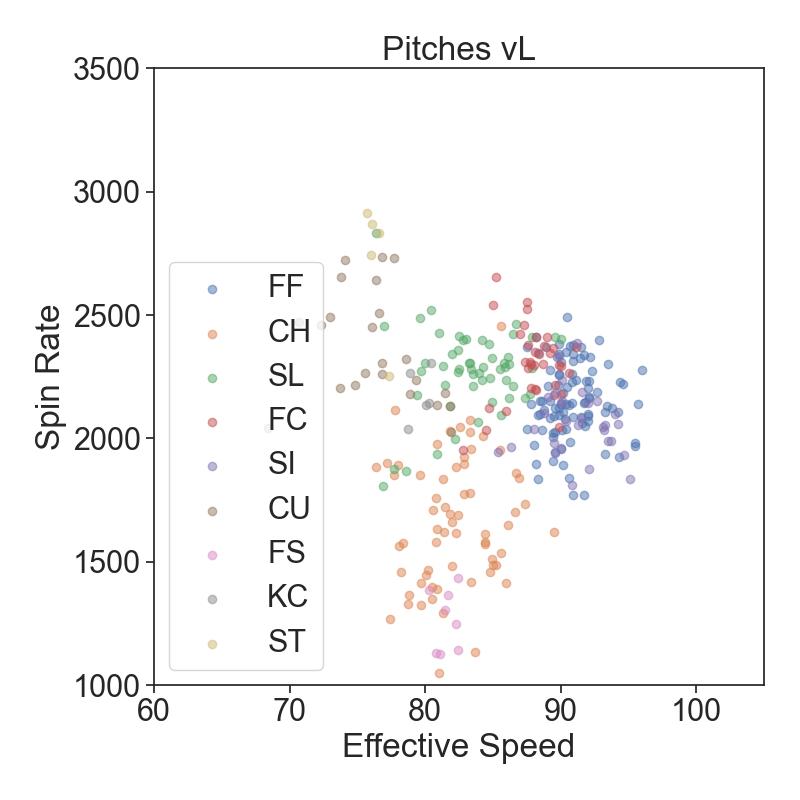 Pitches vL
3500
3000
2500
2000
1500
1000
Spin Rate
FF
CH
SL
FC
SI
CU
FS
KC
ST
60 70 80 90 100
Effective Speed